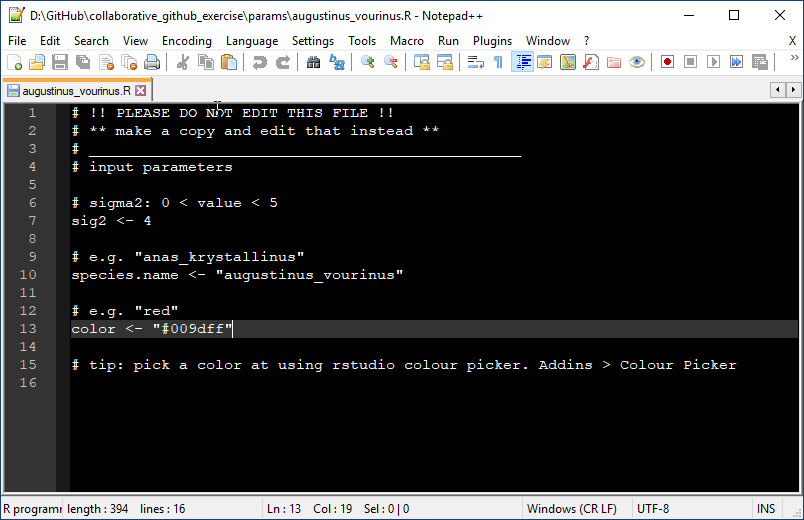 D:\GitHub\collaborative_github_exercise\params\augustinus_vourinus.R - Notepad++
File Edit Search View Encoding Language Settings Tools Macro Run Plugins Window ? X
augustinus_vourinus.R
1 # !! PLEASE DO NOT EDIT THIS FILE !!
2 # ** make a copy and edit that instead **
3 # ________________________________________________
4 # input parameters
5
6 # sigma2: 0 < value < 5
7 sig2 <- 4
8
9 # e.g. "anas_krystallinus"
10 species.name <- "augustinus_vourinus"
11
12 # e.g. "red"
13 color <- "#009dff"
14
15 # tip: pick a color at using rstudio colour picker. Addins > Colour Picker
16
R programm length : 394 lines : 16 Ln : 13 Col : 19 Sel : 0 | 0 Windows (CR LF) UTF-8 INS